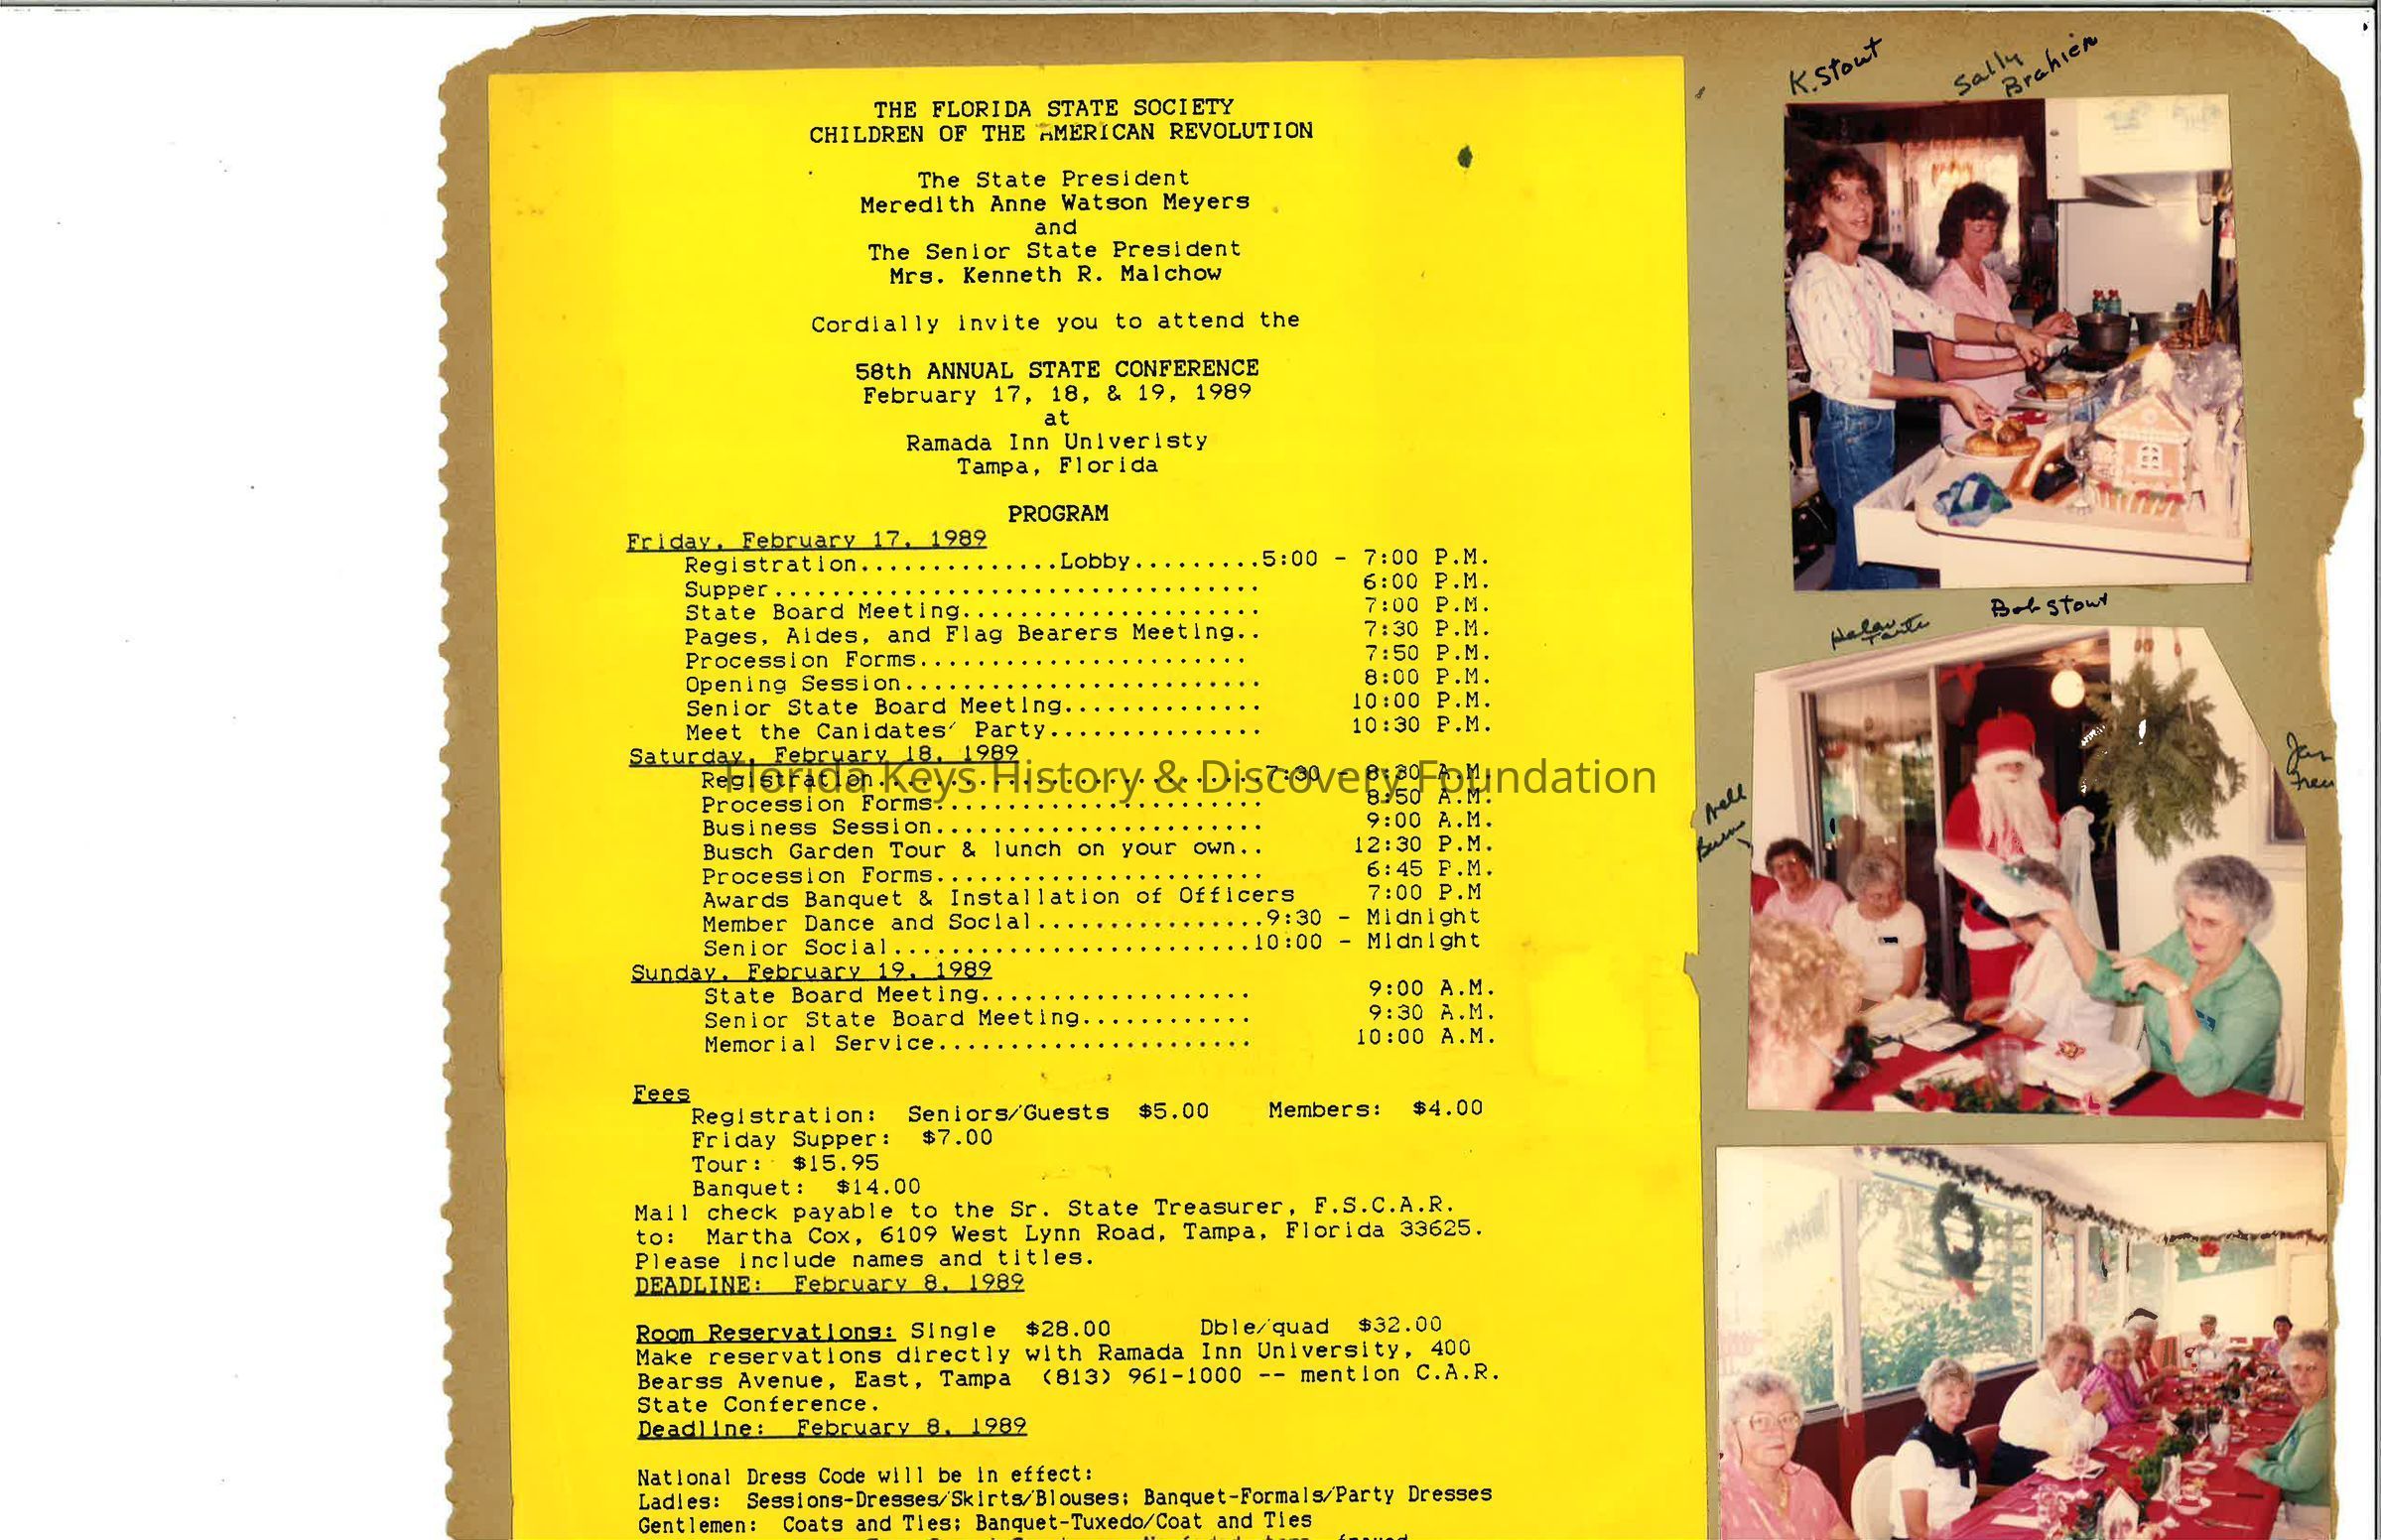 THE FLORIDA STATE SOCIETY
CHILDREN OF THE AMERICAN REVOLUTION
The State President
Meredith Anne Watson Meyers
and
The Senior State President
Mrs. Kenneth R. Malchow
Cordially invite you to attend the
58th ANNUAL STATE CONFERENCE
February 17, 18, & 19, 1989
at
Ramada Inn Univeristy
Tampa, Florida
PROGRAM
Friday, February 17, 1989
Registration..............Lobby.........5:00 - 7:00 P.M.
Supper.................................. 6:00 P.M.
State Board Meeting..................... 7:00 P.M.
Pages, Aides, and Flag Bearers Meeting.. 7:30 P.M.
Procession Forms....................... 7:50 P.M.
Opening Session......................... 8:00 P.M.
Senior State Board Meeting.............. 10:00 P.M.
Meet the Canidates' Party............... 10:30 P.M.
Saturday, February 18, 1989
Registration...........................7:30 - 8:30 A.M.
Procession Forms....................... 8:50 A.M.
Business Session....................... 9:00 A.M.
Busch Garden Tour & lunch on your own.. 12:30 P.M.
Procession Forms....................... 6:45 P.M.
Awards Banquet & Installation of Officers 7:00 P.M
Member Dance and Social................9:30 - Midnight
Senior Social.........................10:00 - Midnight
Sunday, February 19, 1989
State Board Meeting................... 9:00 A.M.
Senior State Board Meeting............ 9:30 A.M.
Memorial Service...................... 10:00 A.M.
Fees
Registration: Seniors/Guests $5.00 Members: $4.00
Friday Supper: $7.00
Tour: $15.95
Banquet: $14.00
Mail check payable to the Sr. State Treasurer, F.S.C.A.R.
to: Martha Cox, 6109 West Lynn Road, Tampa, Florida 33625.
Please include names and titles.
DEADLINE: February 8, 1989
Room Reservations: Single $28.00 Dble/quad $32.00
Make reservations directly with Ramada Inn University, 400
Bearss Avenue, East, Tampa (813) 961-1000 -- mention C.A.R.
State Conference.
Deadline: February 8, 1989
National Dress Code will be in effect:
Ladies: Sessions-Dresses/Skirts/Blouses; Banquet-Formals/Party Dresses
Gentlemen: Coats and Ties; Banquet-Tuxedo/Coat and Ties
Florida Keys History & Discovery Foundation
K. Stout
Sally
Brahier
Bob Stout
Nell
Jan